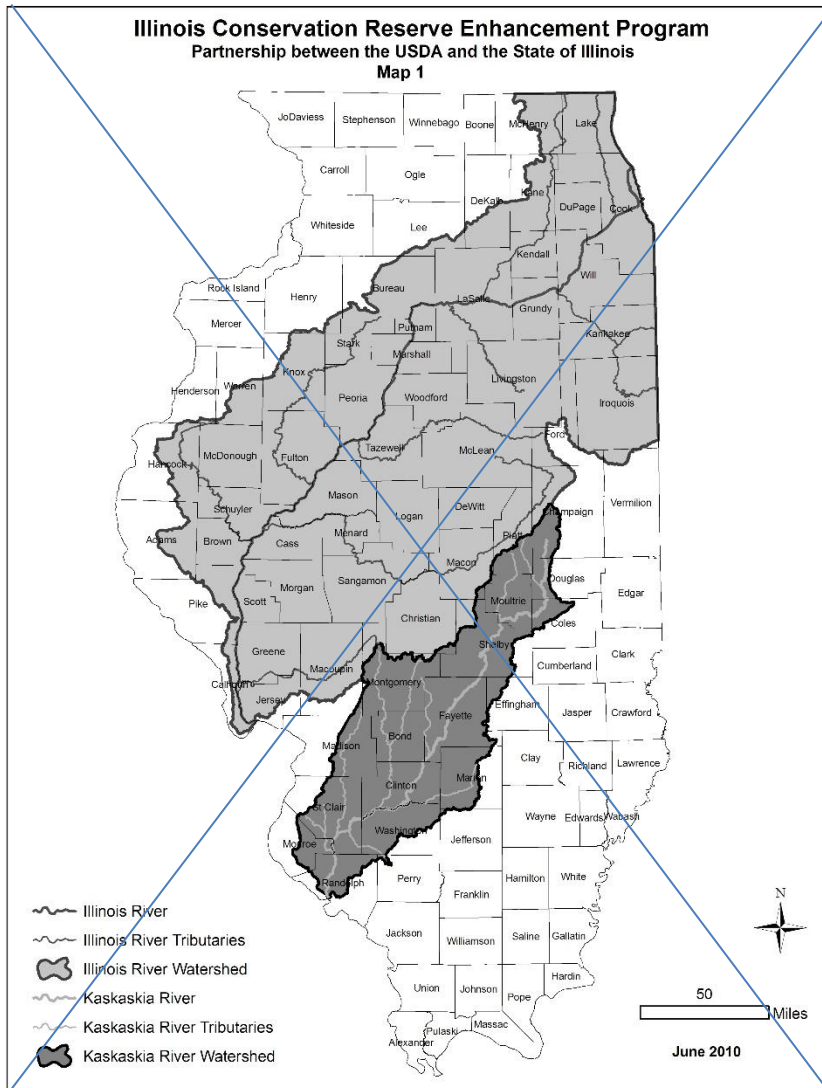 Illinois Conservation Reserve Enhancement Program
Partnership between the USDA and the State of Illinois
Map 1
JoDaviess
Stephenson
Winnebago
Boone
McHenry
Lake
Carroll
Ogle
Kane
DeKalb
DuPage
Cook
Whiteside
Lee
Kendall
Will
Rock Island
Henry
Bureau
LaSalle
Grundy
Mercer
Putnam
Kankakee
Stark
Marshall
Knox
Livingston
Henderson
Warren
Peoria
Woodford
Iroquois
Hancock
McDonough
Fulton
Tazewell
McLean
Ford
Mason
Vermilion
Schuyler
Logan
DeWitt
Champaign
Adams
Brown
Cass
Menard
Piatt
Macon
Morgan
Sangamon
Douglas
Pike
Scott
Moultrie
Edgar
Christian
Coles
Greene
Shelby
Clark
Macoupin
Cumberland
Calhoun
Montgomery
Jersey
Effingham
Fayette
Jasper
Crawford
Madison
Bond
Clay
Richland
Lawrence
Clinton
Marion
St Clair
Wayne
Edwards
Wabash
Washington
Monroe
Jefferson
Randolph
Perry
Hamilton
White
Franklin
Jackson
Williamson
Saline
Gallatin
Union
Johnson
Pope
Hardin
Alexander
Pulaski
Massac
Illinois River
Illinois River Tributaries
Illinois River Watershed
Kaskaskia River
Kaskaskia River Tributaries
Kaskaskia River Watershed
N
50
Miles
June 2010